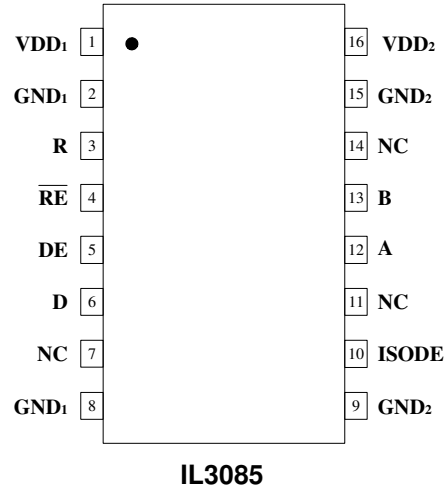 VDD₁ 1 16 VDD₂
GND₁ 2 15 GND₂
R 3 14 NC
R̅E̅ 4 13 B
DE 5 12 A
D 6 11 NC
NC 7 10 ISODE
GND₁ 8 9 GND₂
IL3085